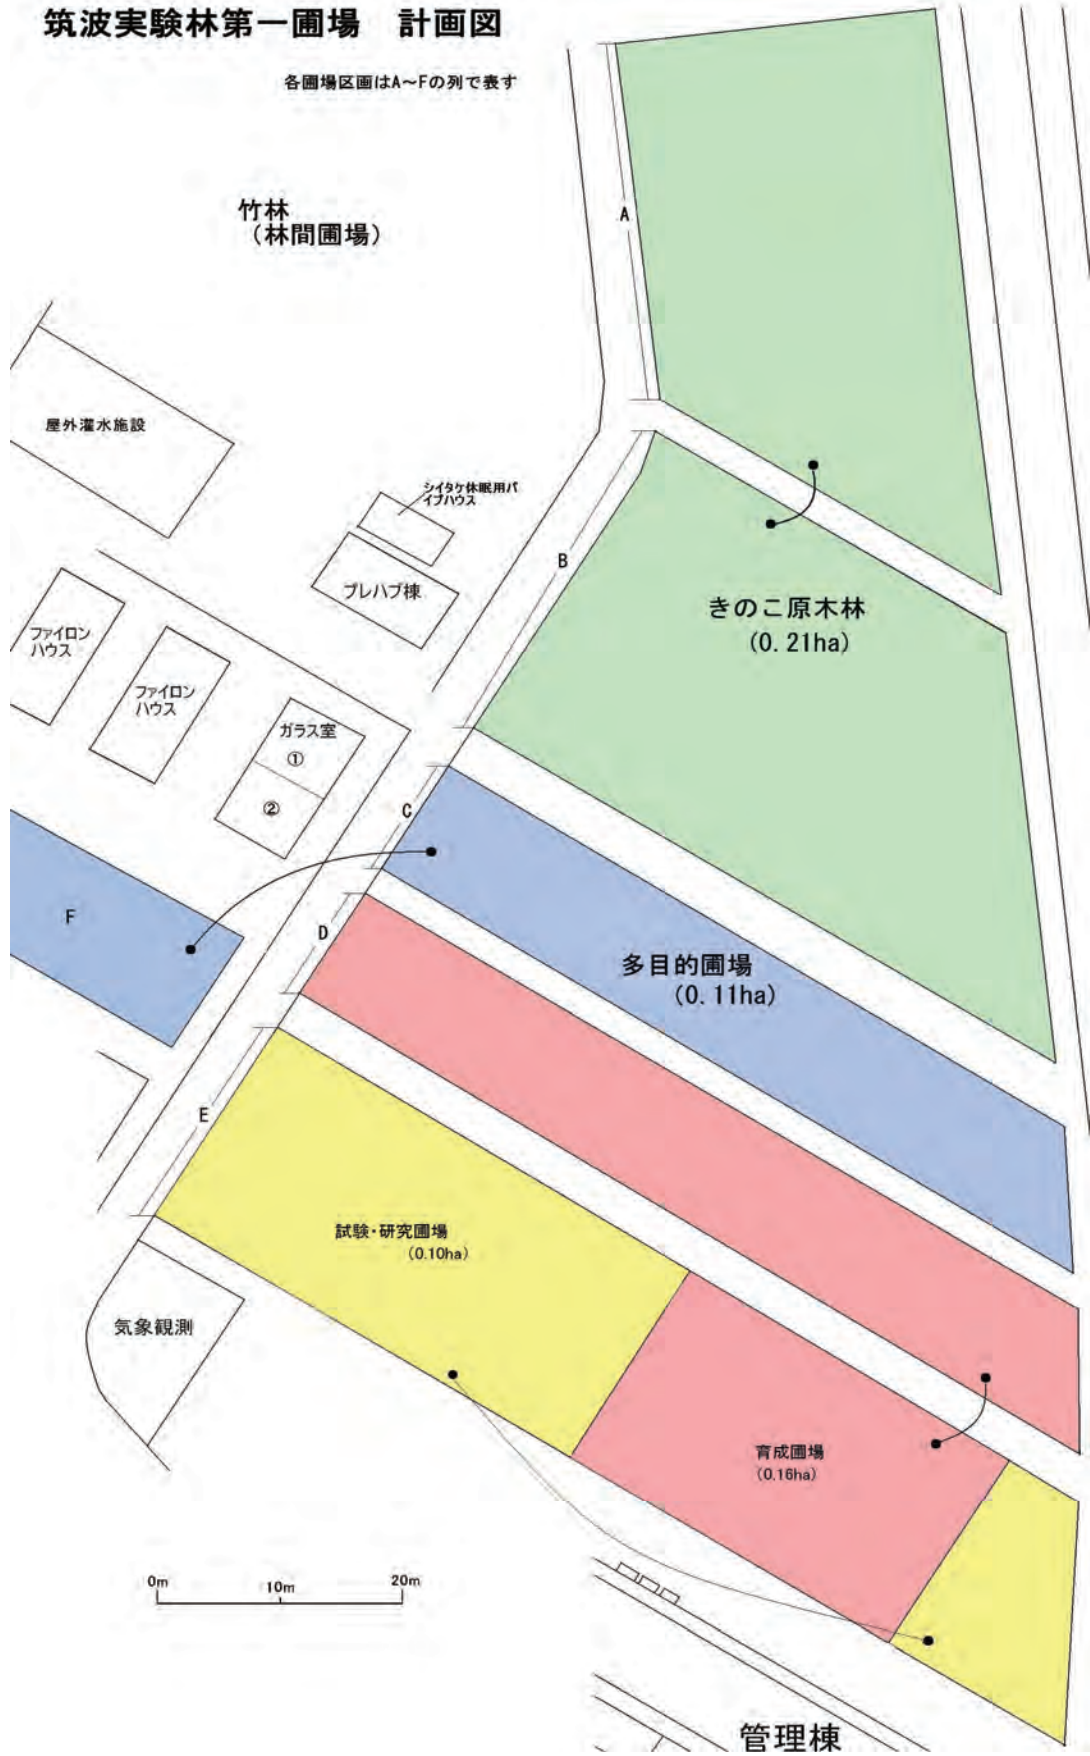 筑波実験林第一圃場　計画図
各圃場区画はA～Fの列で表す
竹林
（林間圃場）
A
屋外灌水施設
シイタケ休眠用パ
イプハウス
B
プレハブ棟
きのこ原木林
(0.21ha)
ファイロン
ハウス
ファイロン
ハウス
ガラス室
①
②
C
F
D
多目的圃場
(0.11ha)
E
試験・研究圃場
(0.10ha)
気象観測
育成圃場
(0.16ha)
0m
10m
20m
管理棟